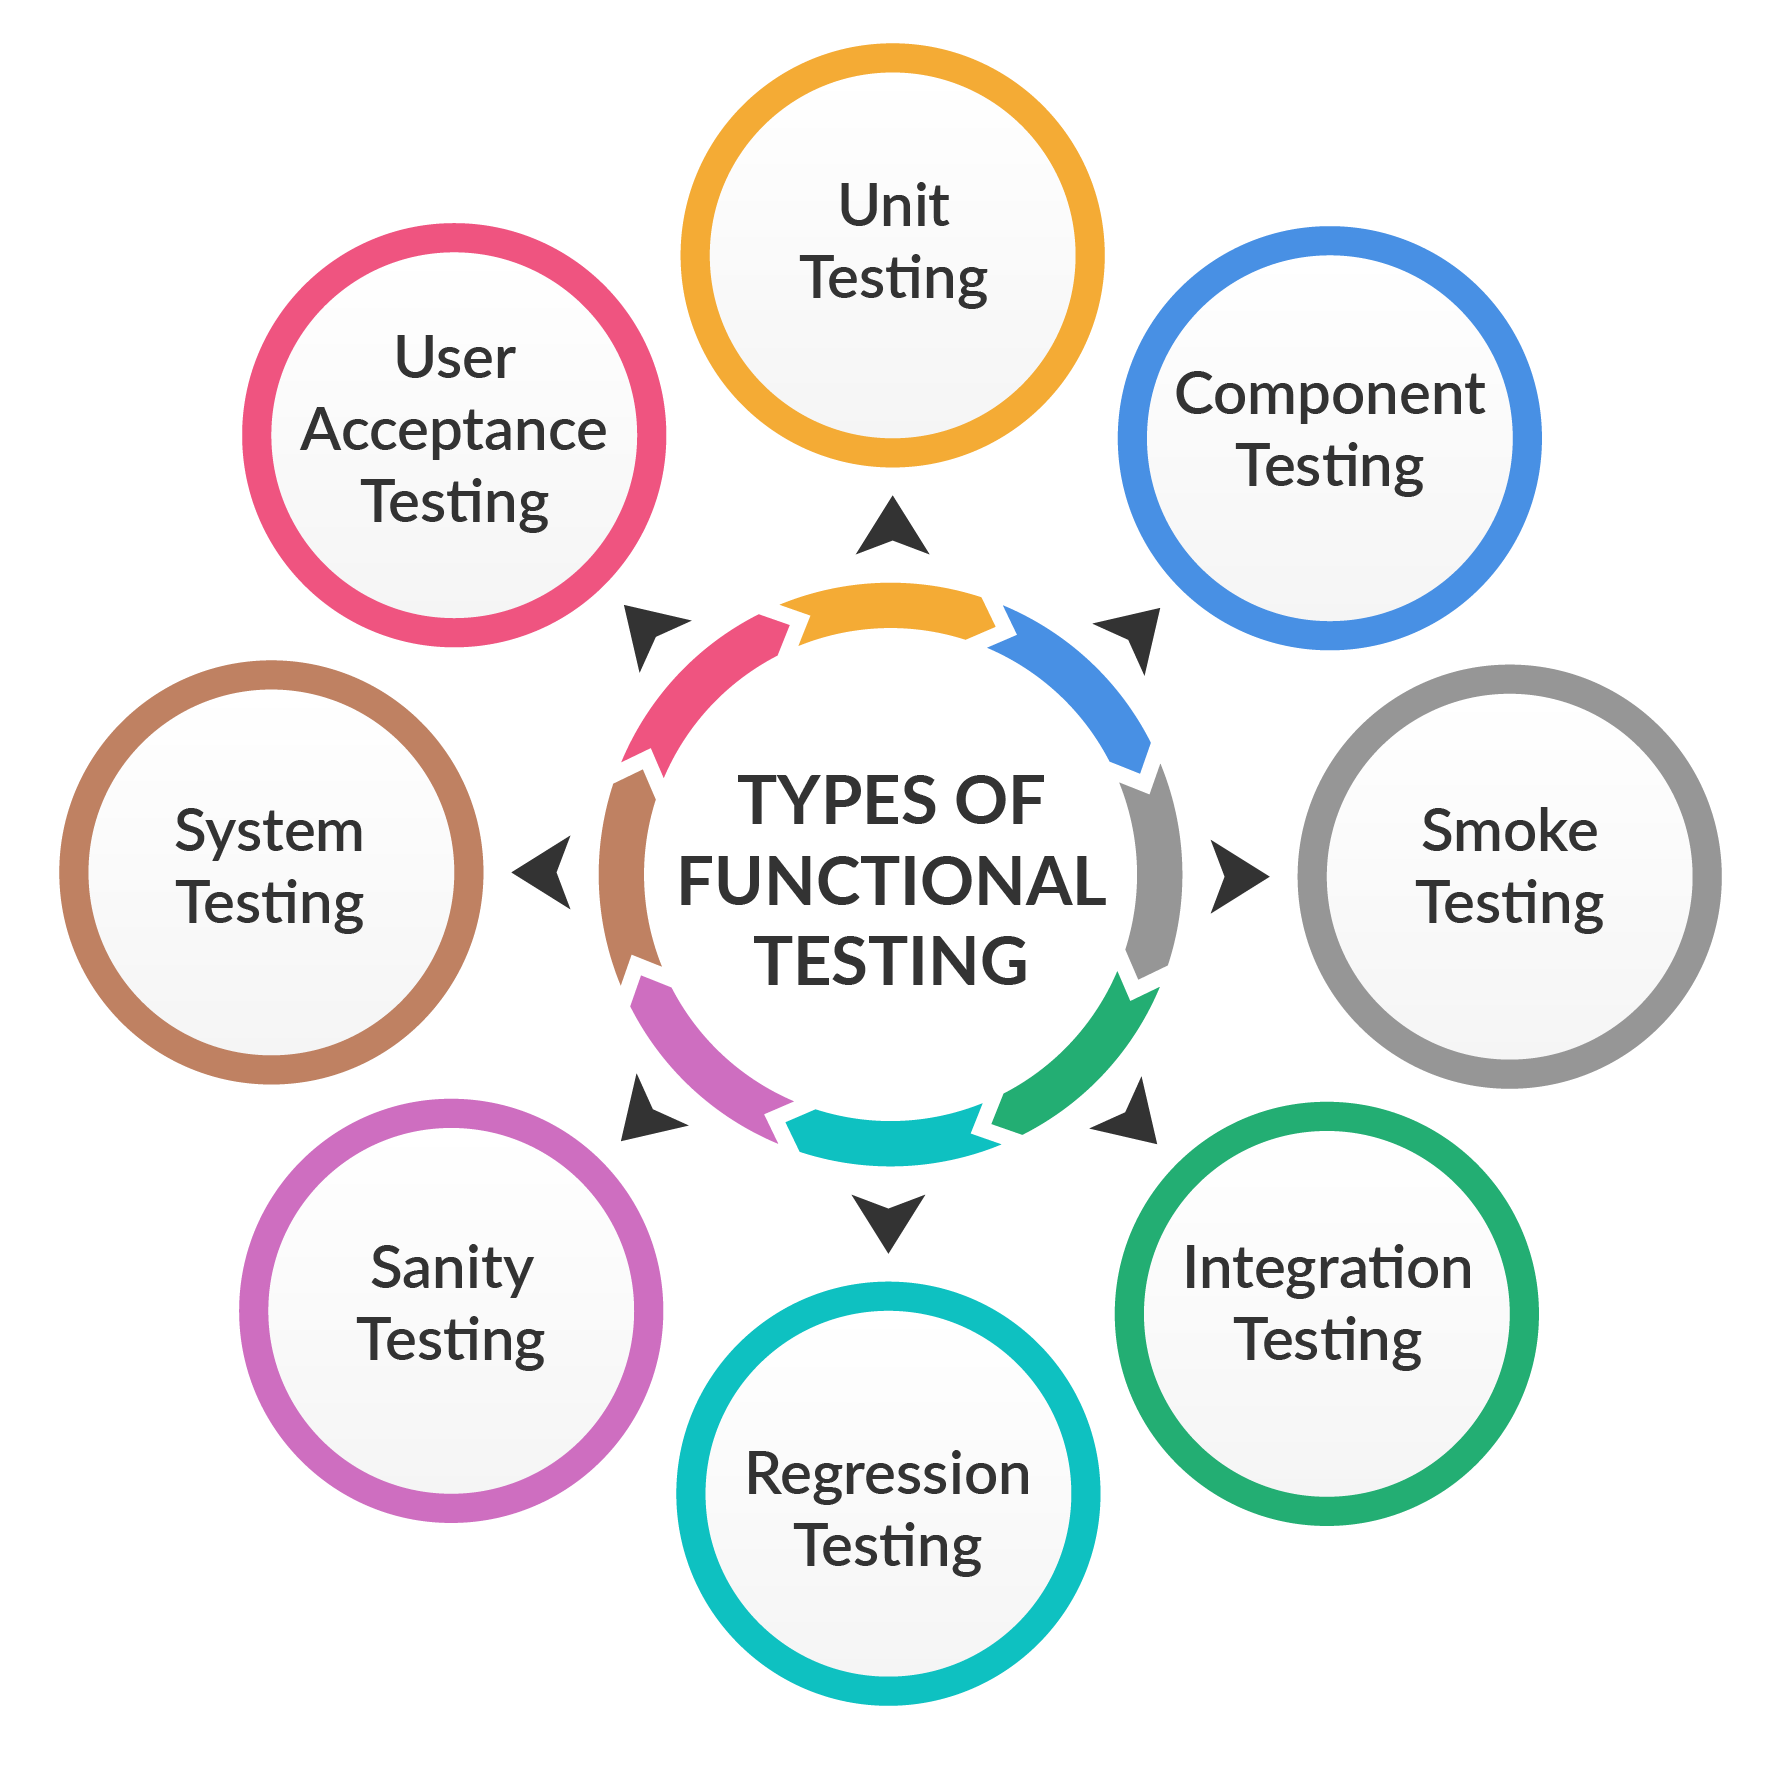 Unit
Testing
Component
Testing
Smoke
Testing
Integration
Testing
Regression
Testing
Sanity
Testing
System
Testing
User
Acceptance
Testing
TYPES OF
FUNCTIONAL
TESTING